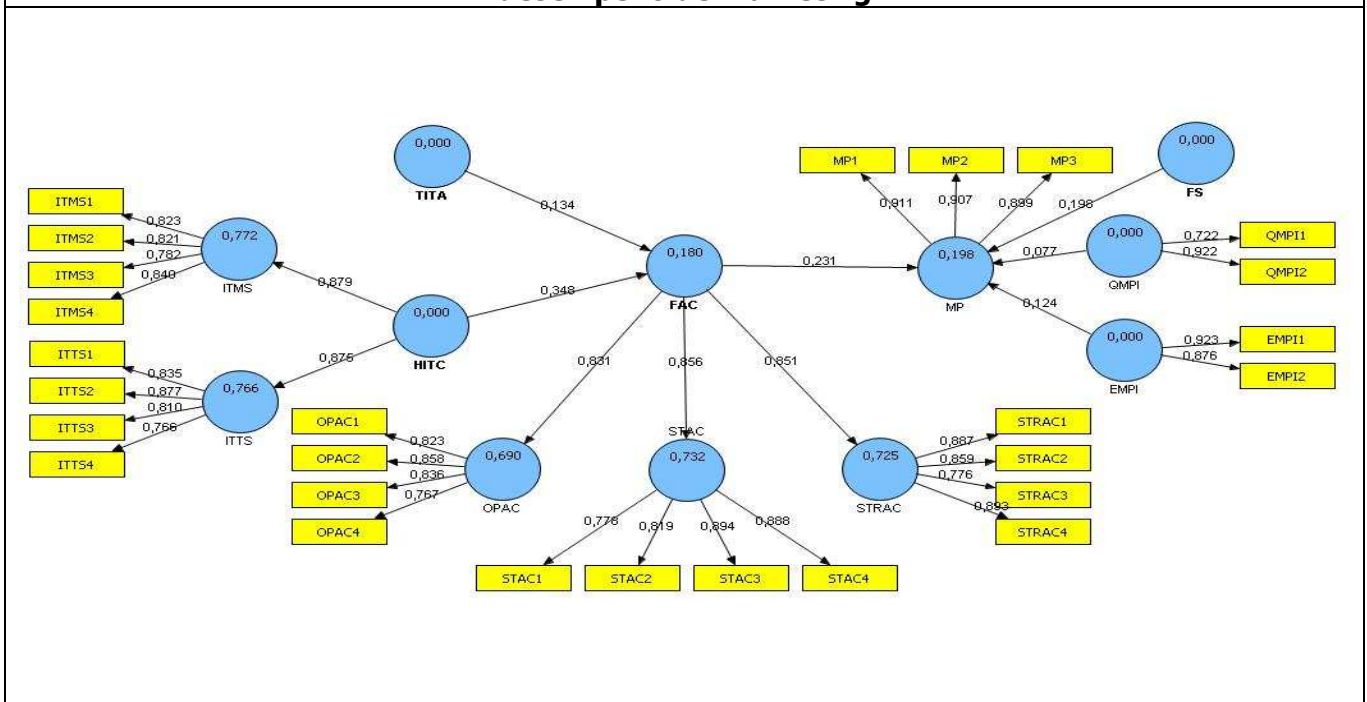 0,000
TITA
0,134
ITMS1
ITMS2
ITMS3
ITMS4
0,823
0,821
0,782
0,840
0,772
ITMS
0,879
0,000
HITC
0,348
0,875
ITTS1
ITTS2
ITTS3
ITTS4
0,835
0,877
0,810
0,766
0,766
ITTS
0,180
FAC
0,231
0,831
0,856
0,851
OPAC1
OPAC2
OPAC3
OPAC4
0,823
0,858
0,836
0,767
0,690
OPAC
STAC
0,732
0,778
0,819
0,894
0,888
STAC1
STAC2
STAC3
STAC4
0,725
STRAC
0,887
0,859
0,776
0,893
STRAC1
STRAC2
STRAC3
STRAC4
MP1
MP2
MP3
0,911
0,907
0,899
0,198
MP
0,000
FS
0,198
0,000
QMPI
0,077
0,722
0,922
QMPI1
QMPI2
0,124
0,000
EMPI
0,923
0,876
EMPI1
EMPI2